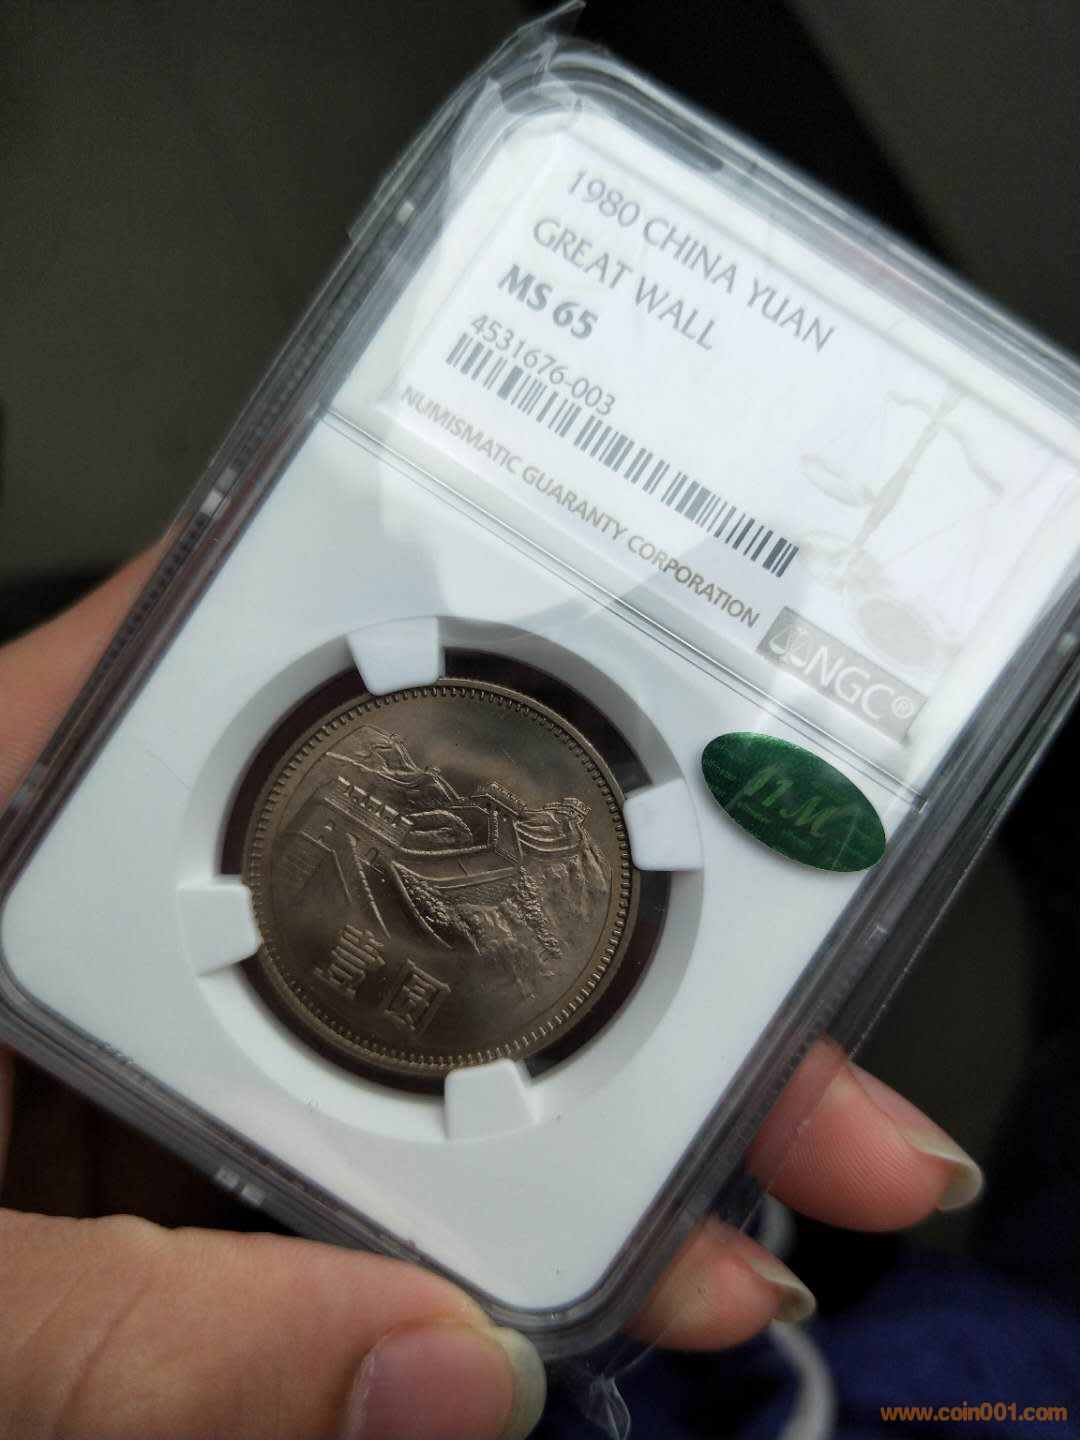 1980 CHINA YUAN
GREAT WALL
MS 65
4531676-003
NUMISMATIC GUARANTY CORPORATION
NGC®
壹圆
www.coin001.com